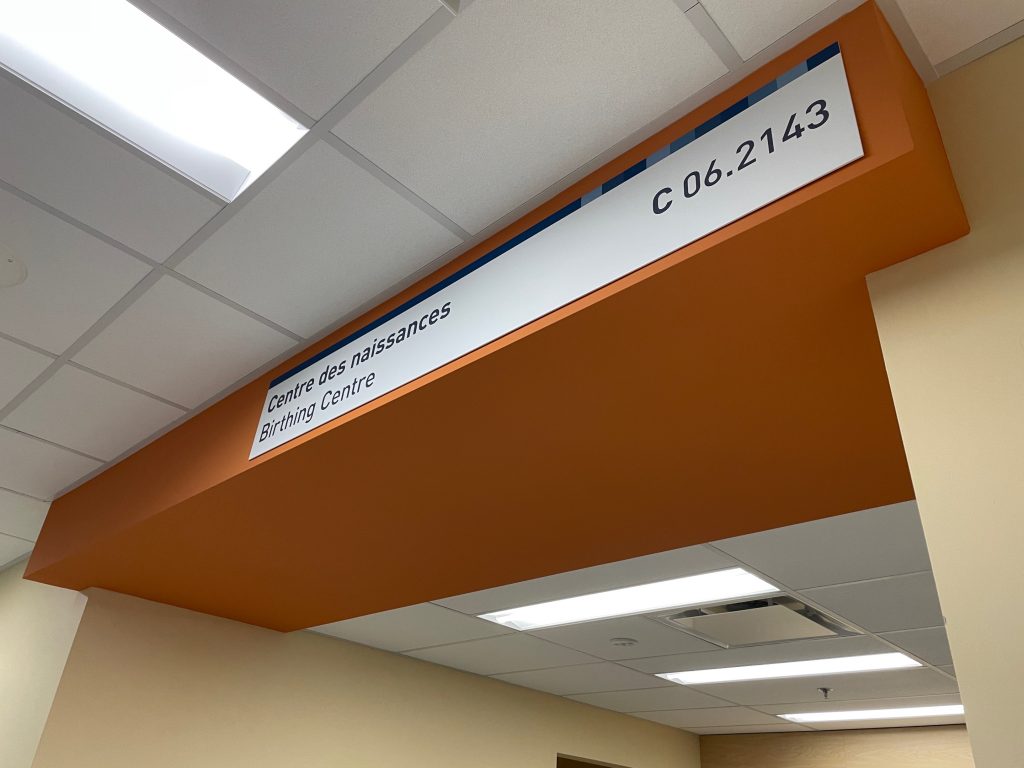 Centre des naissances
Birthing Centre
C 06.2143